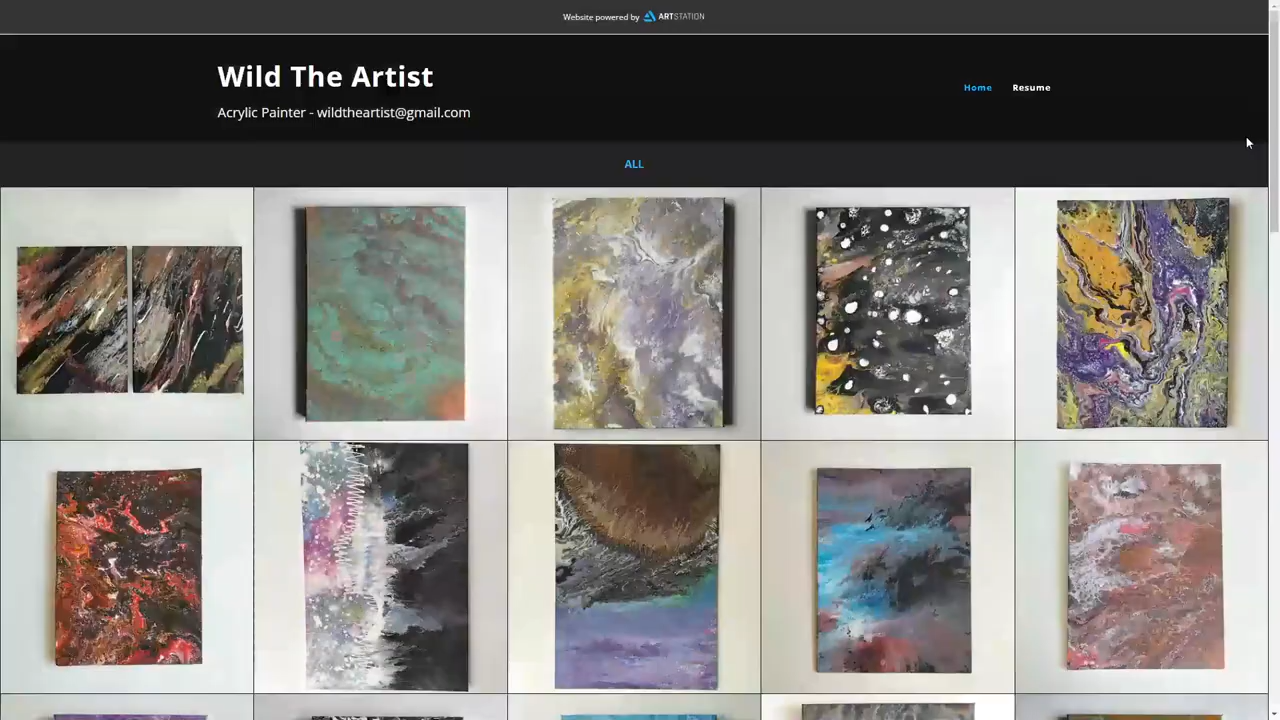 Website powered by ARTSTATION
Wild The Artist
Home Resume
Acrylic Painter - wildtheartist@gmail.com
ALL